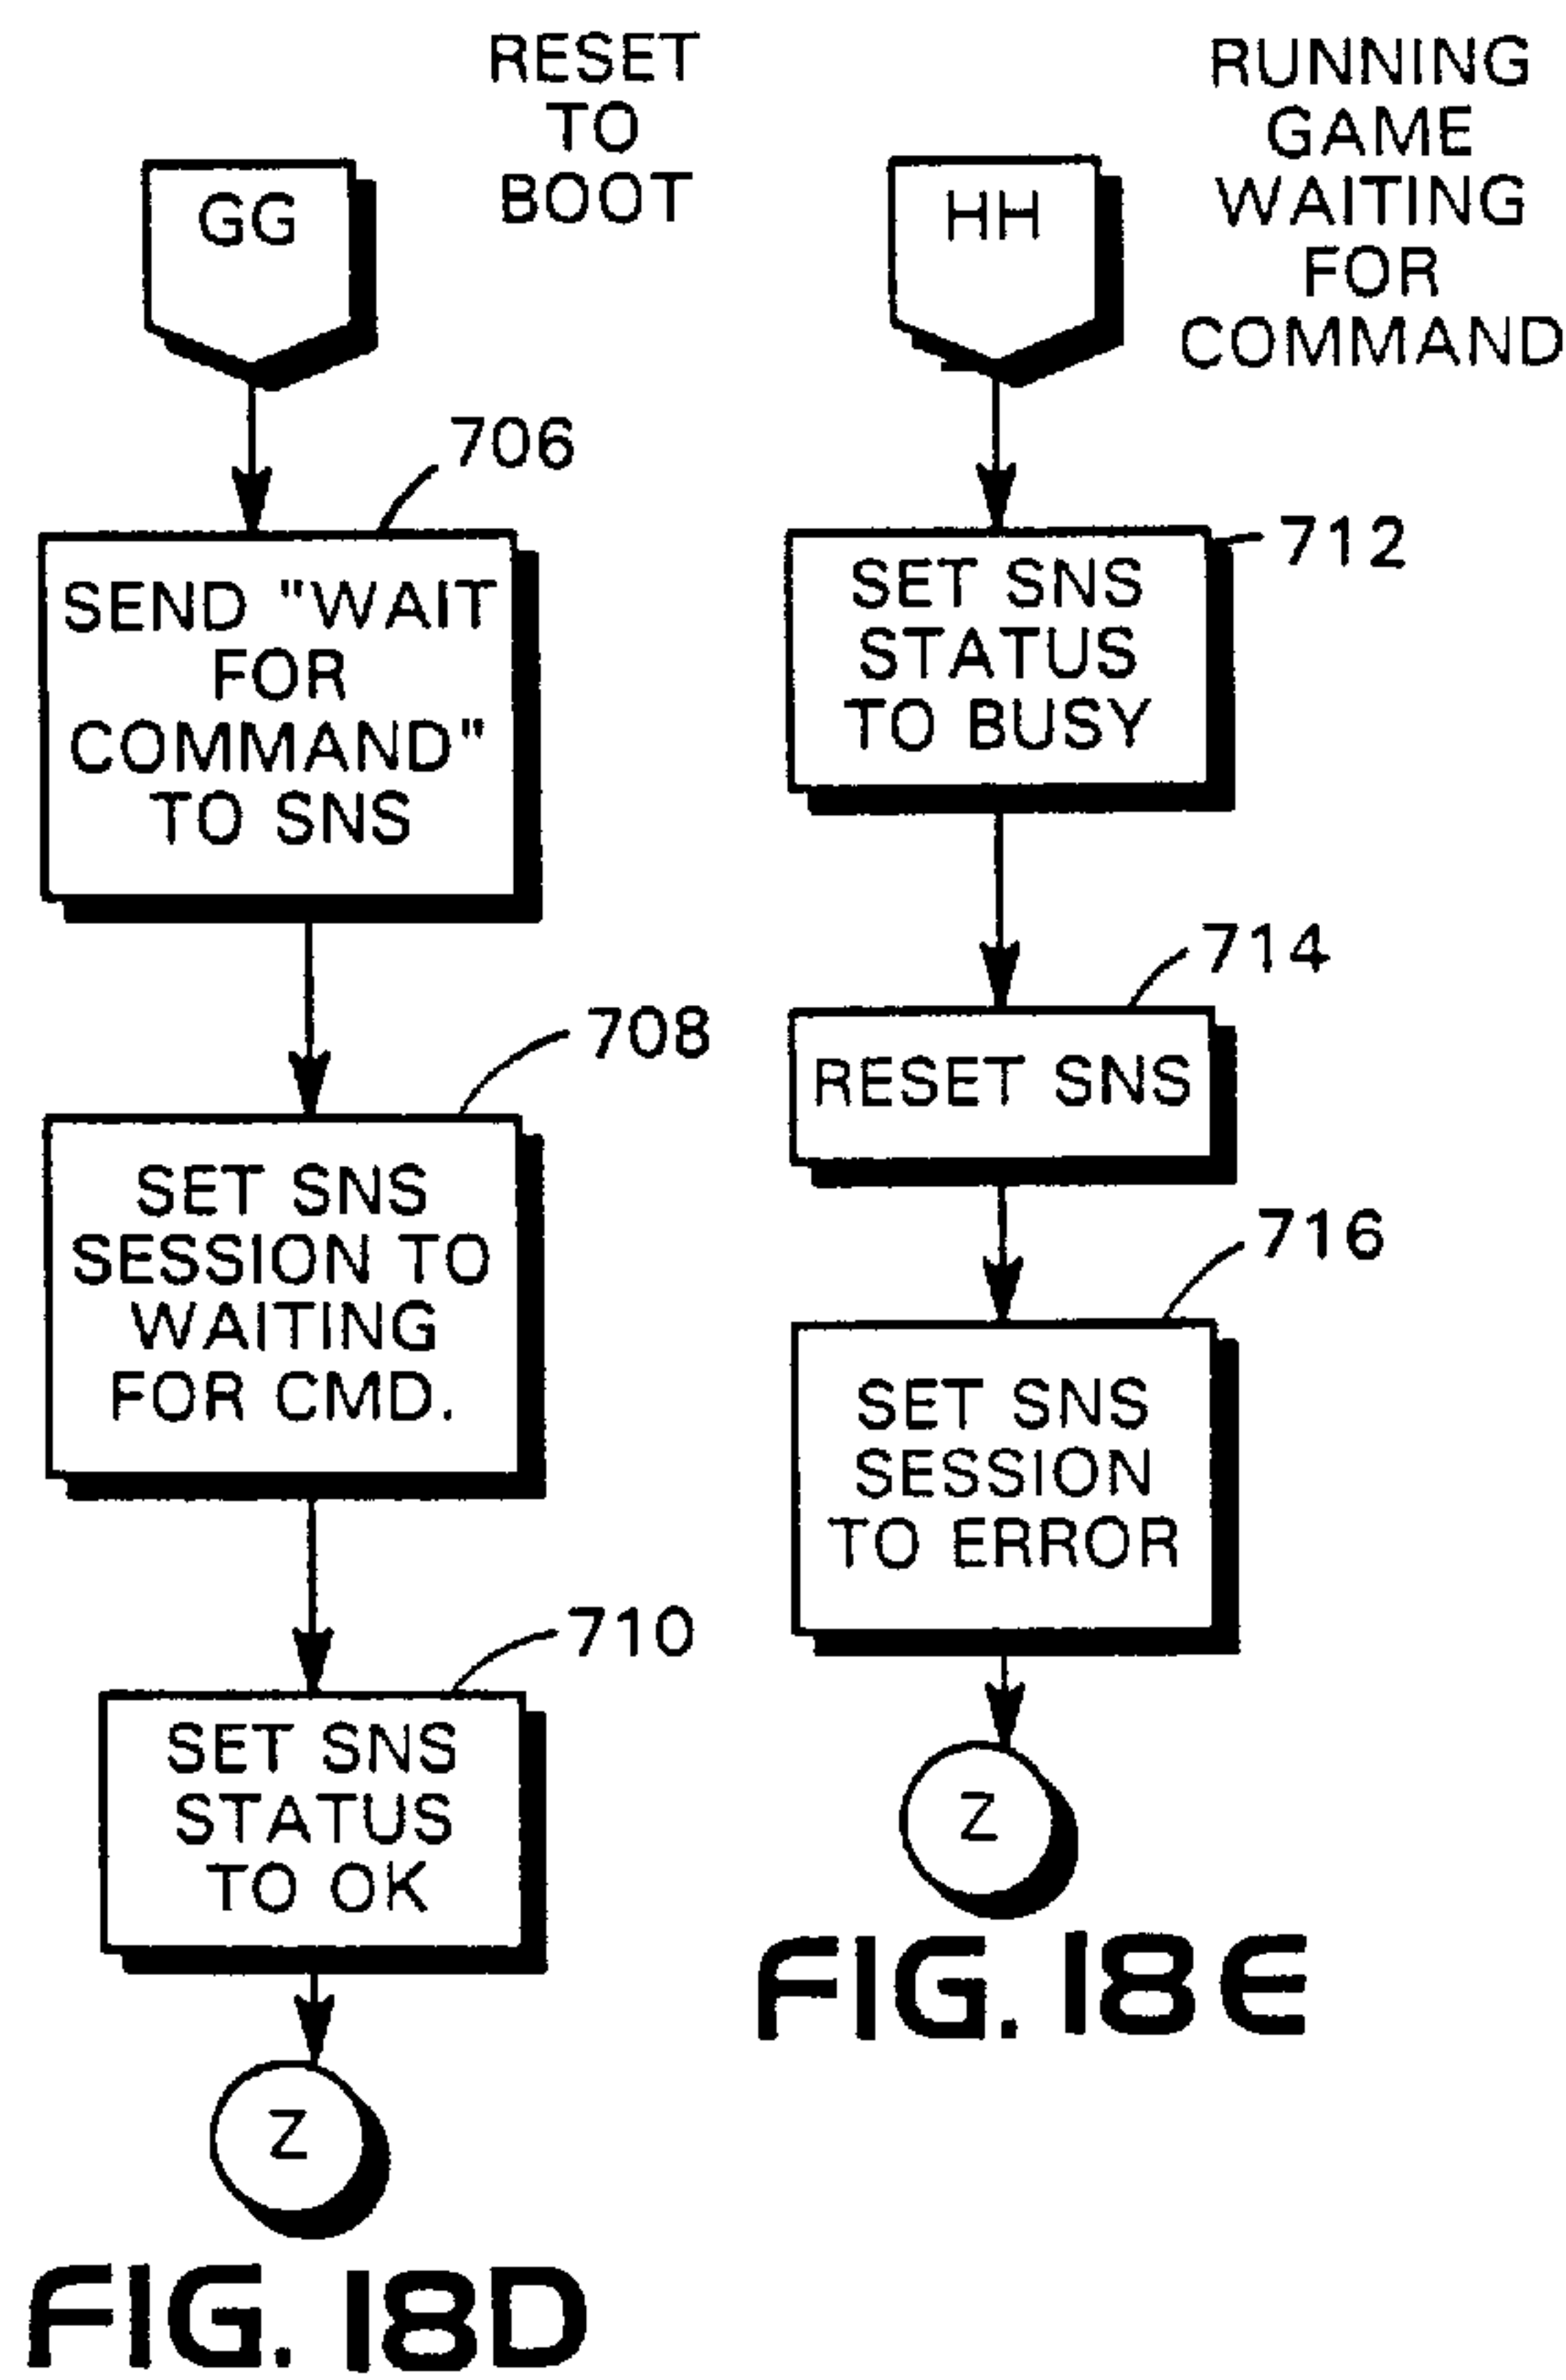 RESET
TO
BOOT
GG
706
SEND "WAIT
FOR
COMMAND"
TO SNS
708
SET SNS
SESSION TO
WAITING
FOR CMD.
710
SET SNS
STATUS
TO OK
Z
FIG. 18D
RUNNING
GAME
WAITING
FOR
COMMAND
HH
712
SET SNS
STATUS
TO BUSY
714
RESET SNS
716
SET SNS
SESSION
TO ERROR
Z
FIG. 18E